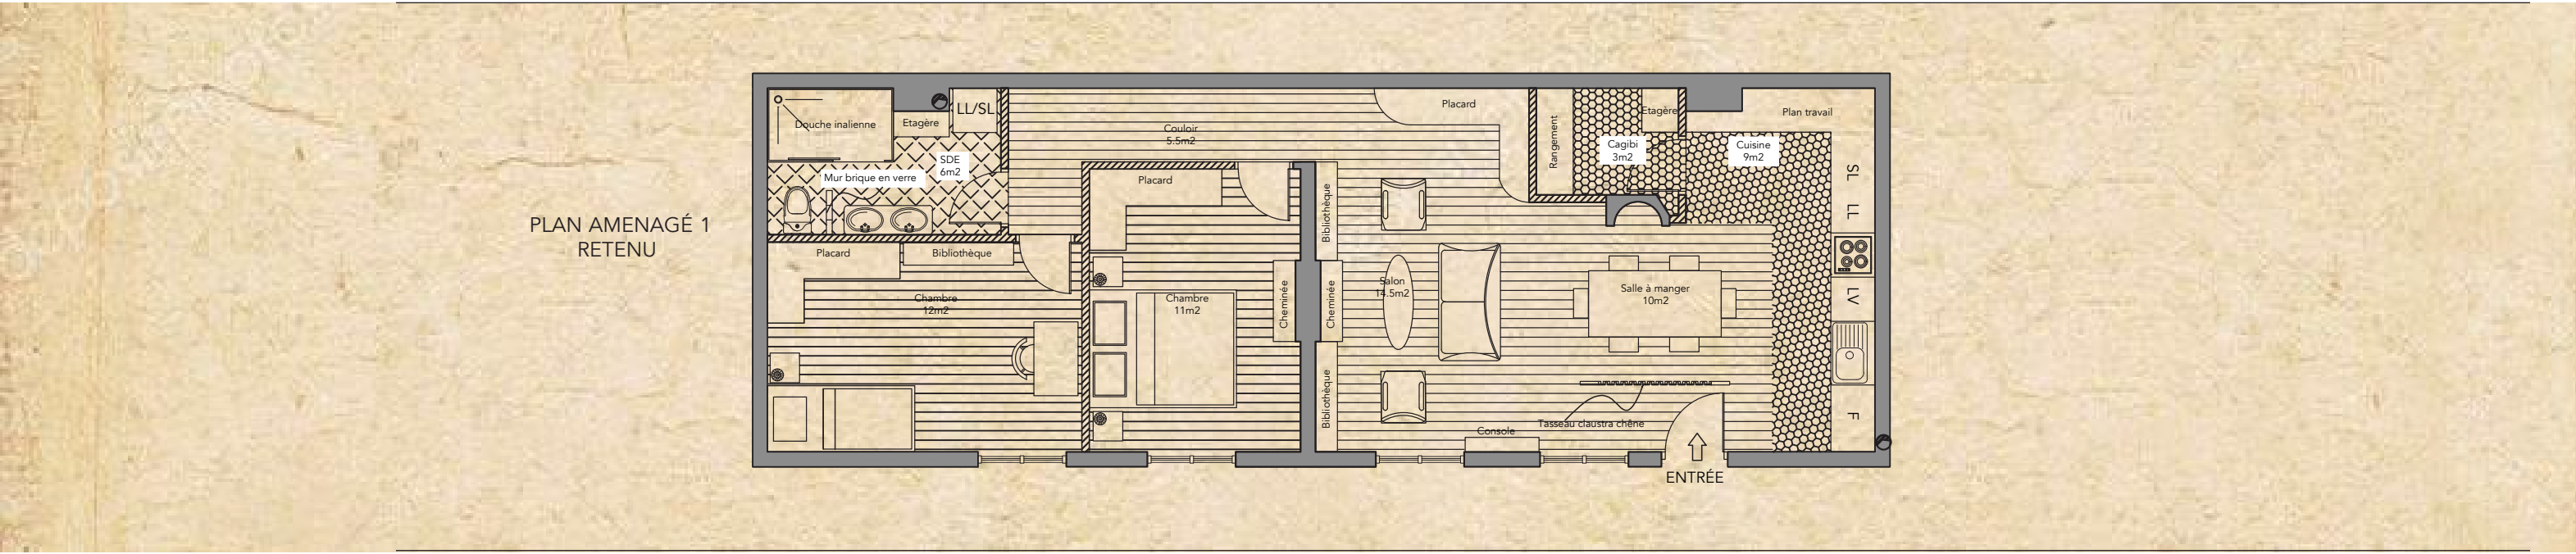 PLAN AMENAGÉ 1
RETENU
Douche inalienne
Etagère
LL/SL
SDE
6m2
Mur brique en verre
Placard
Bibliothèque
Chambre
12m2
Couloir
5.5m2
Placard
Chambre
11m2
Cheminée
Bibliothèque
Cheminée
Bibliothèque
Salon
14.5m2
Placard
Rangement
Etagère
Cagibi
3m2
Cuisine
9m2
Plan travail
SL
LL
LV
F
Salle à manger
10m2
Tasseau claustra chêne
Console
ENTRÉE